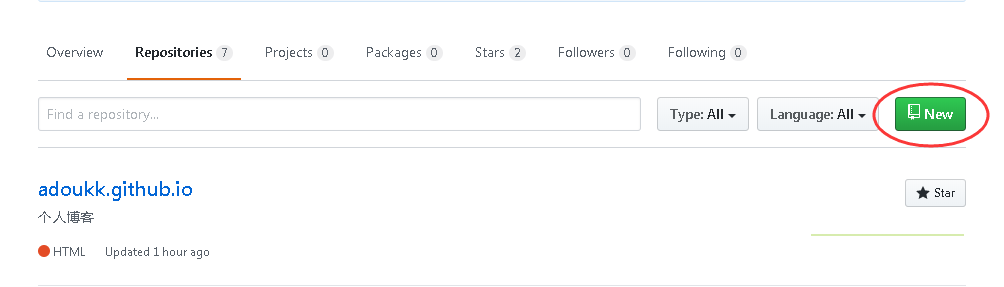 Overview Repositories 7 Projects 0 Packages 0 Stars 2 Followers 0 Following 0
Find a repository... Type: All Language: All New
adoukk.github.io Star
个人博客
HTML Updated 1 hour ago